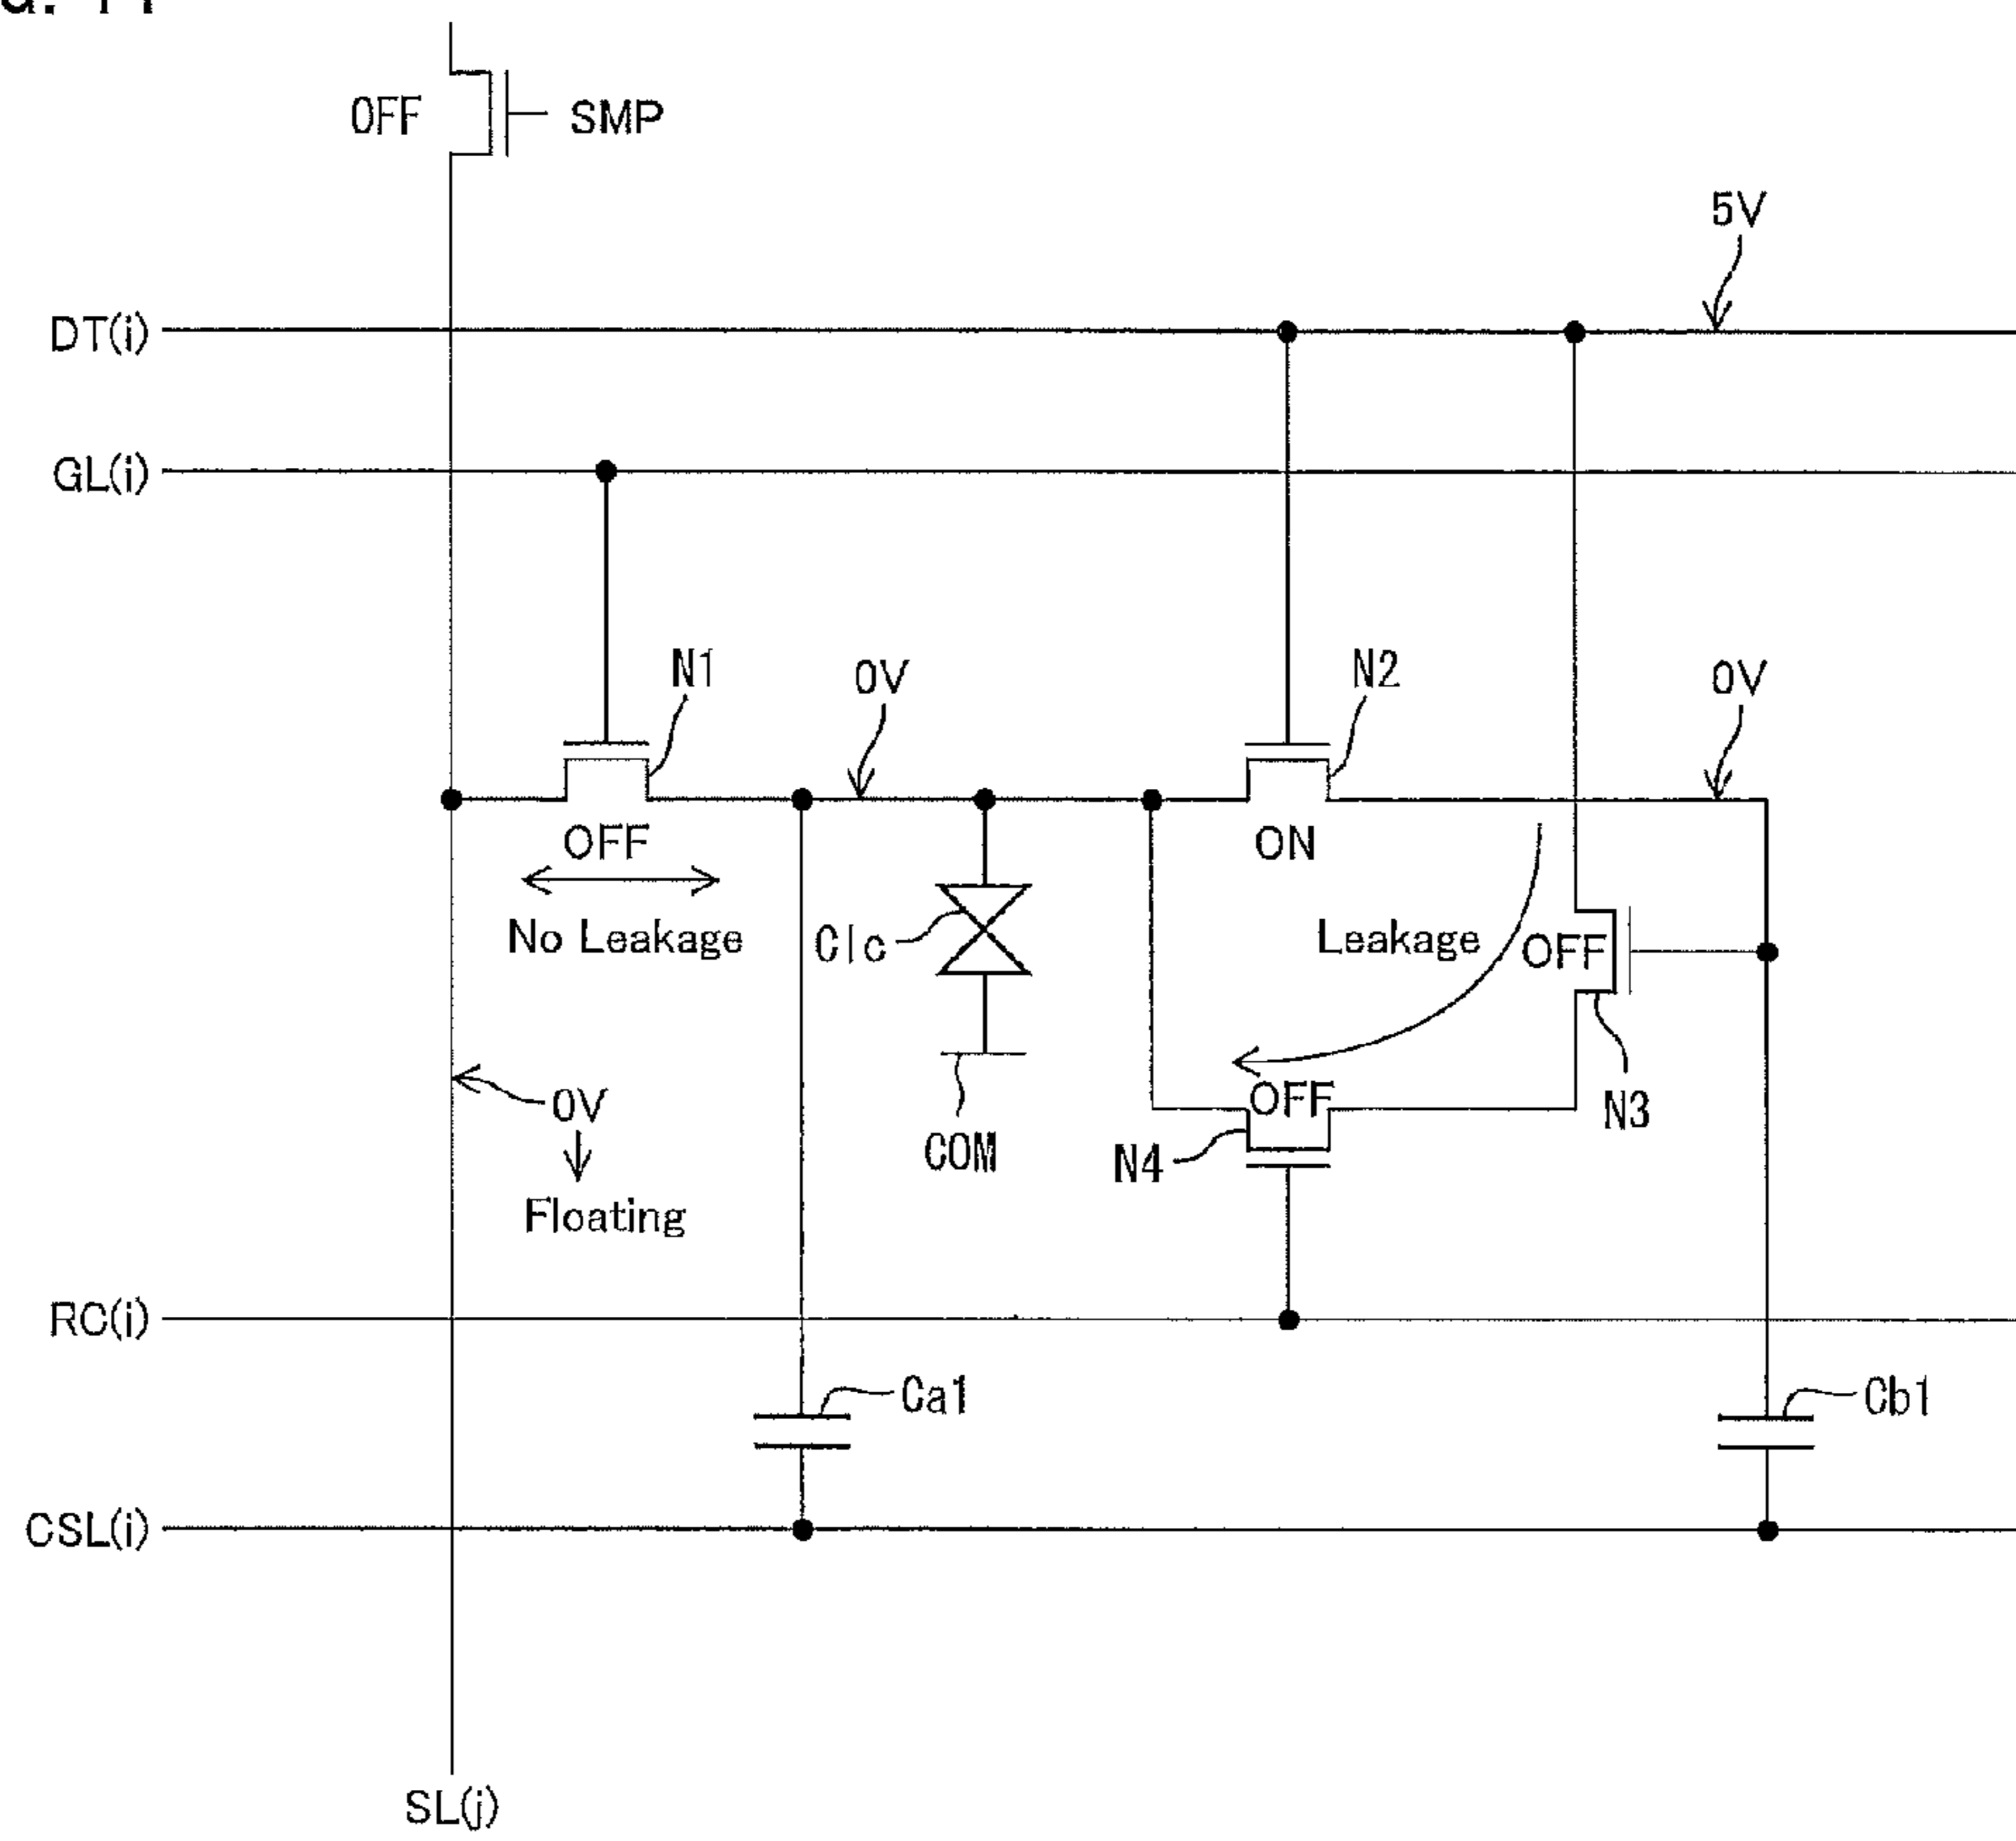 OFF
SMP
5V
DT(i)
GL(i)
N1
0V
N2
0V
OFF
ON
No Leakage
Clc
Leakage
OFF
0V
Floating
COM
OFF
N4
N3
RC(i)
Ca1
Cb1
CSL(i)
SL(j)